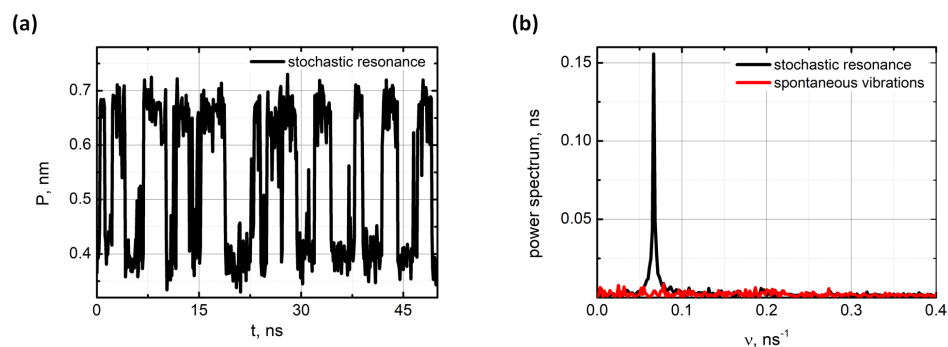 (a)
(b)
stochastic resonance
0.7
0.6
0.5
0.4
P, nm
0
15
30
45
t, ns
stochastic resonance
spontaneous vibrations
0.15
0.10
0.05
power spectrum, ns
0.0
0.1
0.2
0.3
0.4
ν, ns⁻¹